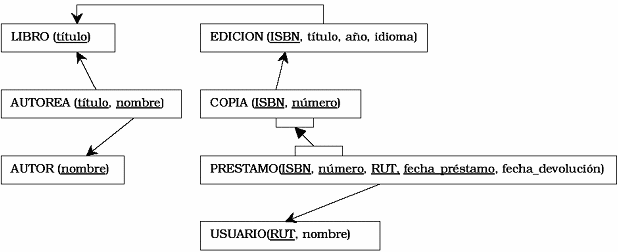 LIBRO (título)
EDICION (ISBN, título, año, idioma)
AUTOREA (título, nombre)
COPIA (ISBN, número)
AUTOR (nombre)
PRESTAMO(ISBN, número, RUT, fecha_préstamo, fecha_devolución)
USUARIO(RUT, nombre)